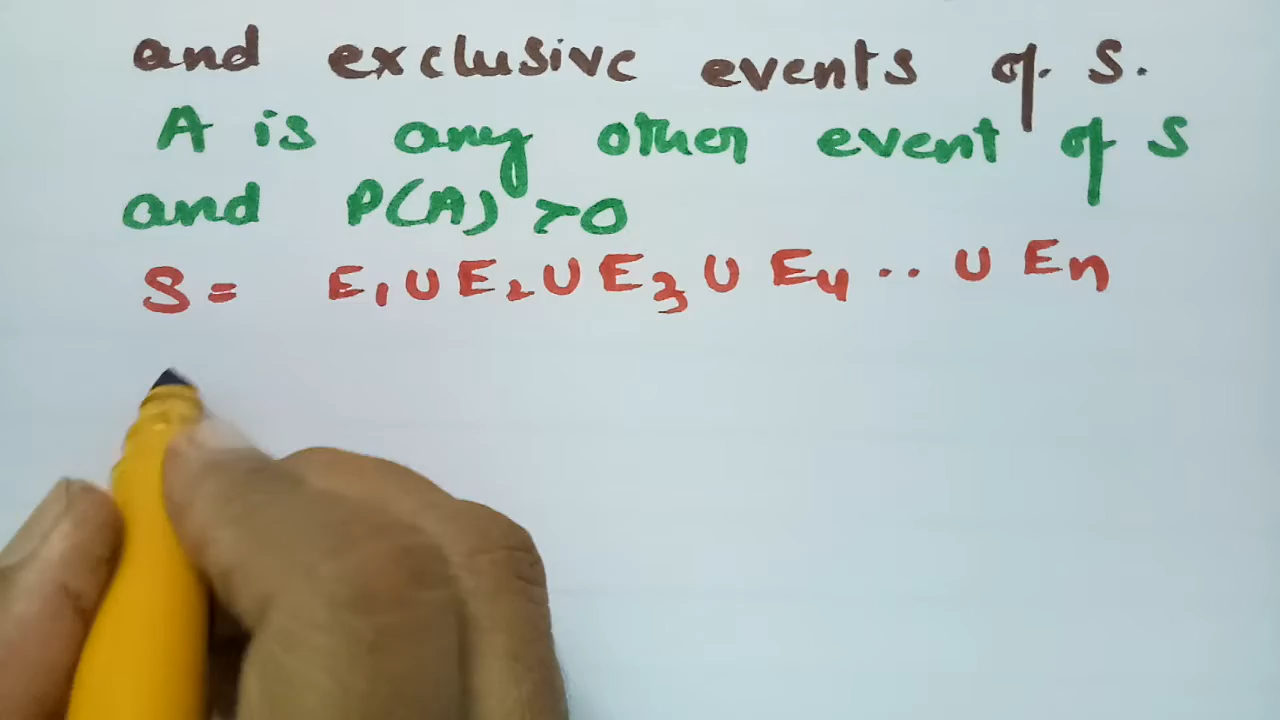 and exclusive events of S.
A is any other event of S
and P(A) >0
S = E₁ U E₂ U E₃ U E₄ .. U Eₙ